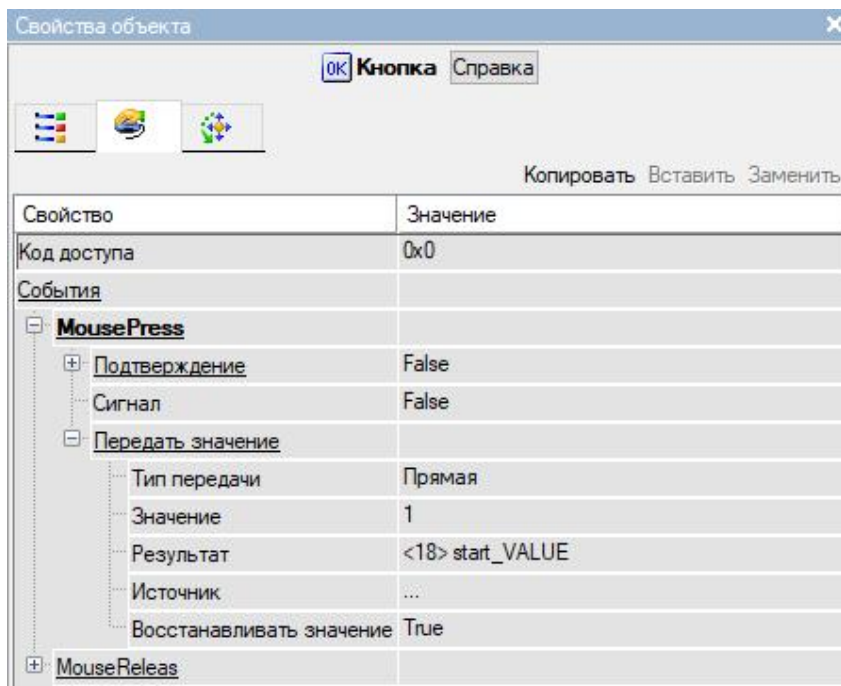 Свойства объекта
OK Кнопка Справка
Копировать Вставить Заменить
Свойство Значение
Код доступа 0x0
События
MousePress
Подтверждение False
Сигнал False
Передать значение
Тип передачи Прямая
Значение 1
Результат <18> start_VALUE
Источник ...
Восстанавливать значение True
MouseReleas